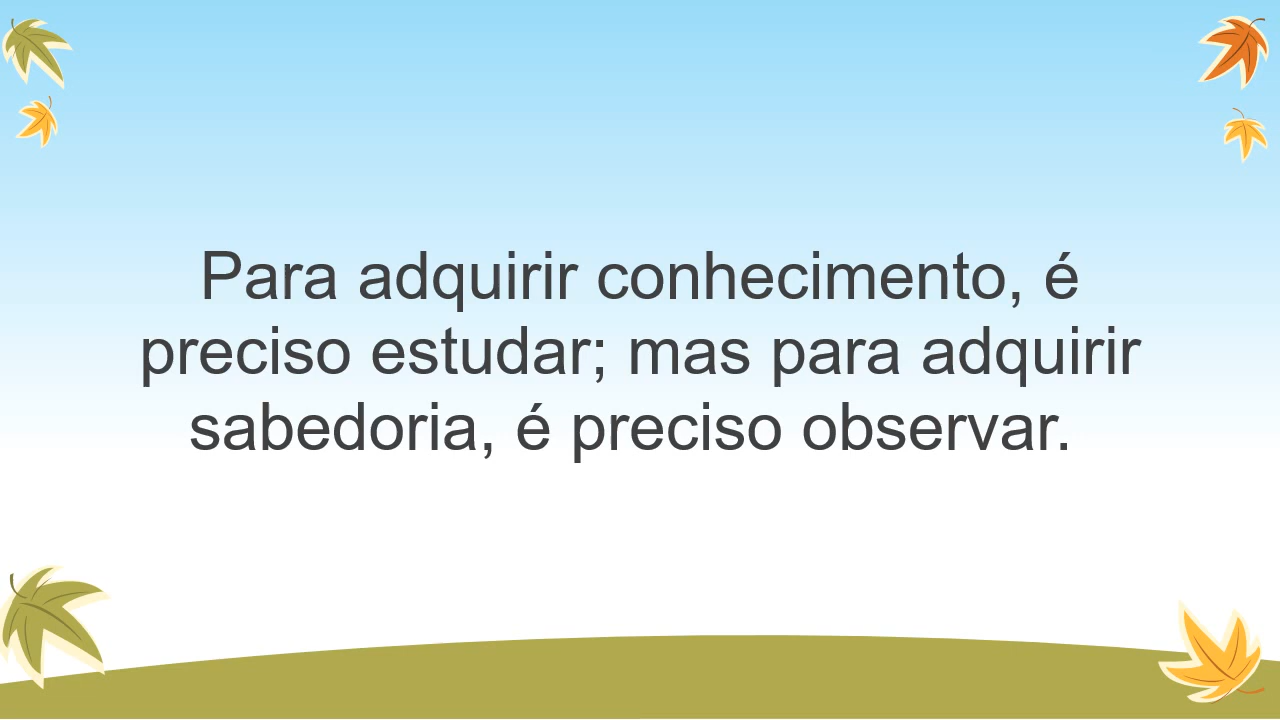 Para adquirir conhecimento, é
preciso estudar; mas para adquirir
sabedoria, é preciso observar.